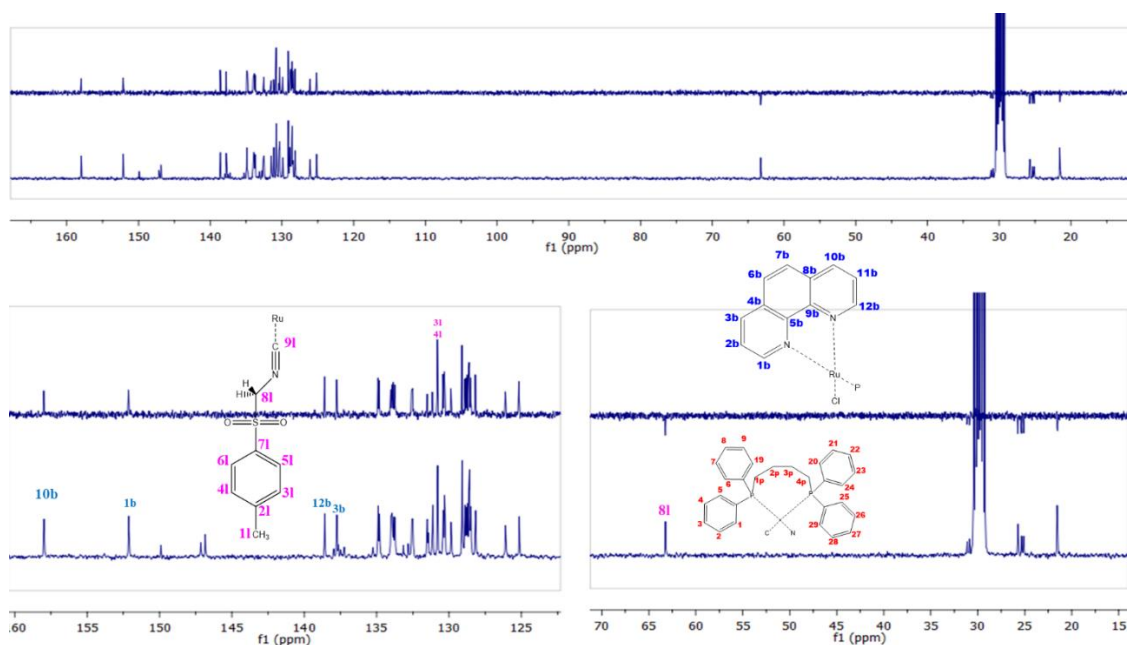 160 150 140 130 120 110 100 90 80 70 60 50 40 30 20
f1 (ppm)
Ru
C 9l
N
H
H 8l
O S O
7l
6l 5l
4l 3l
2l
1l CH₃
3l
4l
10b 1b 12b 3b
160 155 150 145 140 135 130 125
f1 (ppm)
7b 10b
6b 8b 11b
4b 9b 12b
3b 5b N
2b N
1b Ru P
Cl
8 9 21
7 19 20 22
6 2p 3p 23
1p 4p 24
5 P P 25
4 26
3 1 C N 29 27
2 28
8l
70 65 60 55 50 45 40 35 30 25 20 15
f1 (ppm)